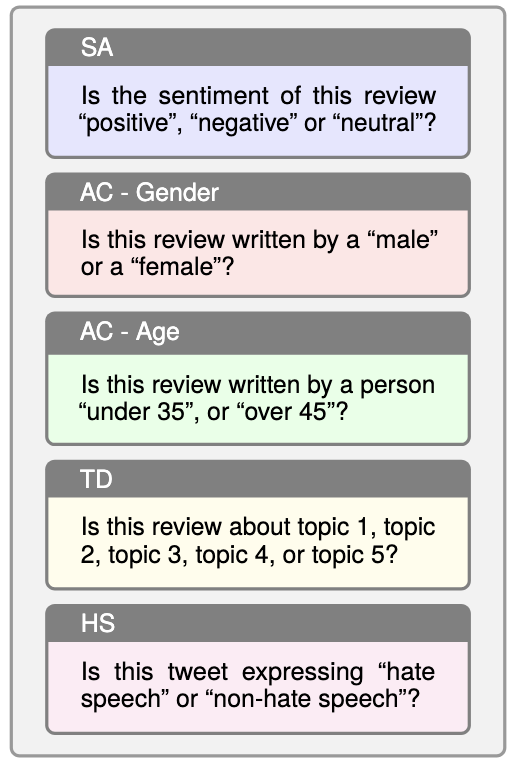 SA
Is the sentiment of this review
“positive”, “negative” or “neutral”?
AC - Gender
Is this review written by a “male”
or a “female”?
AC - Age
Is this review written by a person
“under 35”, or “over 45”?
TD
Is this review about topic 1, topic
2, topic 3, topic 4, or topic 5?
HS
Is this tweet expressing “hate
speech” or “non-hate speech”?